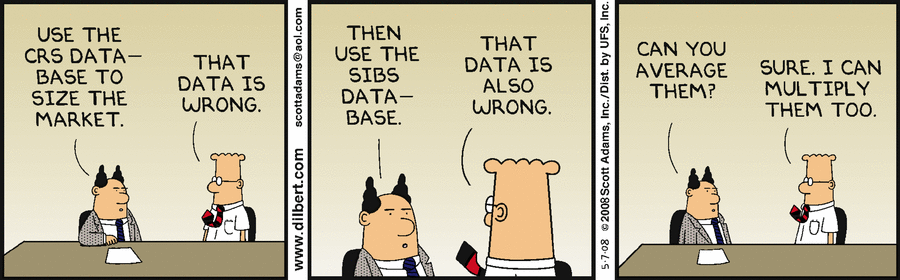 USE THE
CRS DATA–
BASE TO
SIZE THE
MARKET.
THAT
DATA IS
WRONG.
www.dilbert.com scottadams@aol.com
THEN
USE THE
SIBS
DATA–
BASE.
THAT
DATA IS
ALSO
WRONG.
5-7-08 © 2008 Scott Adams, Inc./Dist. by UFS, Inc.
CAN YOU
AVERAGE
THEM?
SURE. I CAN
MULTIPLY
THEM TOO.